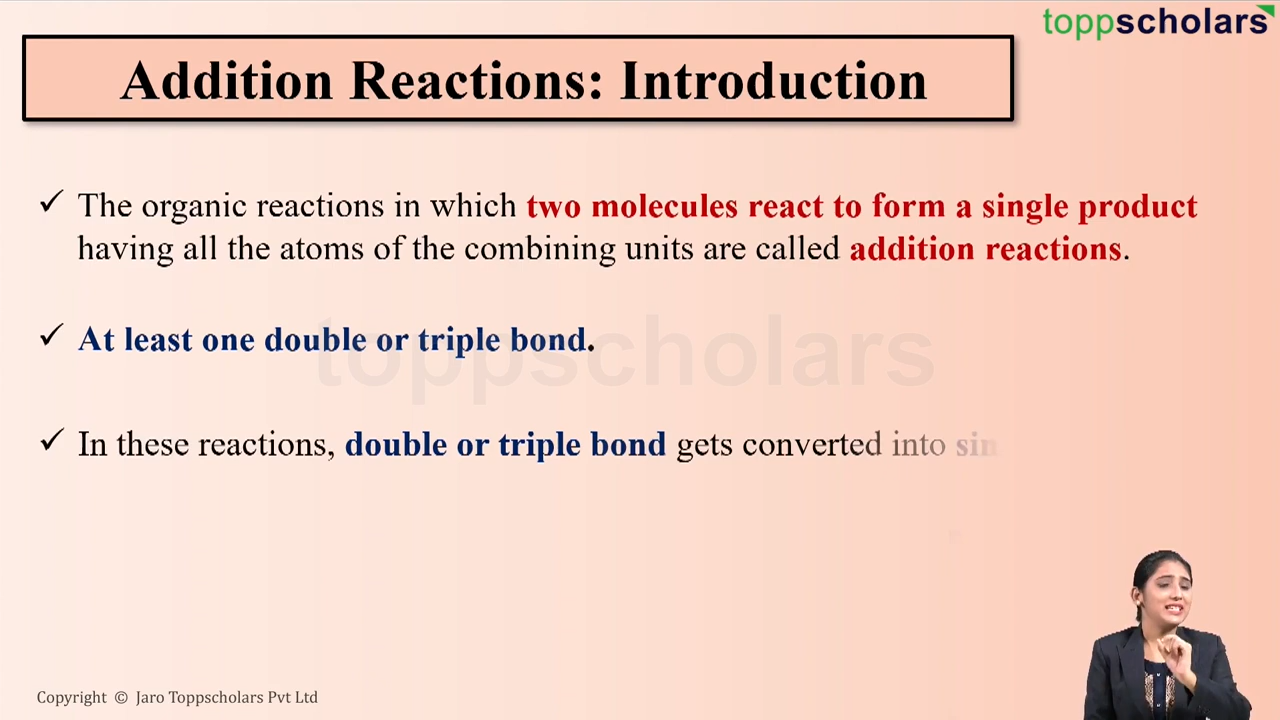 toppscholars
Addition Reactions: Introduction
✓ The organic reactions in which two molecules react to form a single product
having all the atoms of the combining units are called addition reactions.
✓ At least one double or triple bond.
toppscholars
✓ In these reactions, double or triple bond gets converted into sin
Copyright © Jaro Toppscholars Pvt Ltd